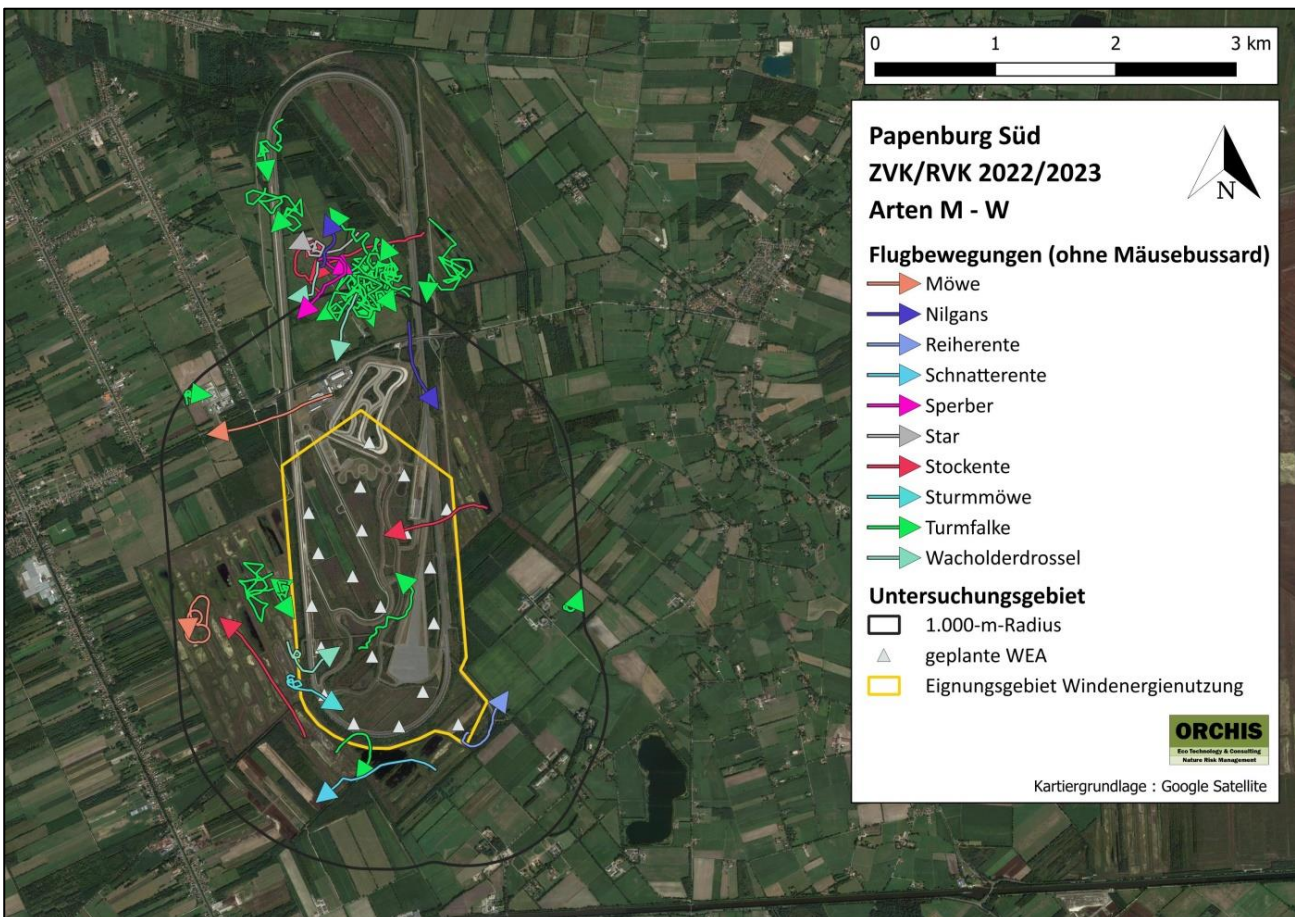 0 1 2 3 km
Papenburg Süd
ZVK/RVK 2022/2023
Arten M - W
N
Flugbewegungen (ohne Mäusebussard)
Möwe
Nilgans
Reiherente
Schnatterente
Sperber
Star
Stockente
Sturmmöwe
Turmfalke
Wacholderdrossel
Untersuchungsgebiet
1.000-m-Radius
geplante WEA
Eignungsgebiet Windenergienutzung
ORCHIS
Eco Technology & Consulting
Nature Risk Management
Kartiergrundlage : Google Satellite